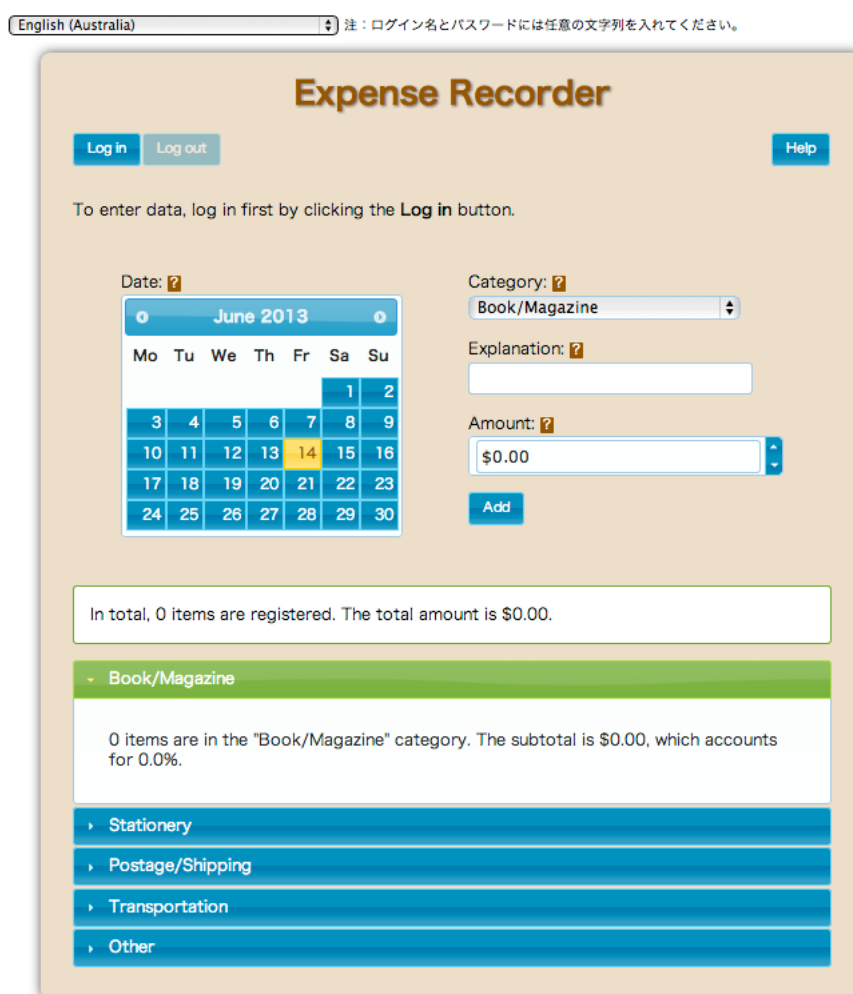 English (Australia) 注：ログイン名とパスワードには任意の文字列を入れてください。
Expense Recorder
Log in Log out Help
To enter data, log in first by clicking the Log in button.
Date: ?
June 2013
Mo Tu We Th Fr Sa Su
1 2
3 4 5 6 7 8 9
10 11 12 13 14 15 16
17 18 19 20 21 22 23
24 25 26 27 28 29 30
Category: ?
Book/Magazine
Explanation: ?
Amount: ?
$0.00
Add
In total, 0 items are registered. The total amount is $0.00.
Book/Magazine
0 items are in the "Book/Magazine" category. The subtotal is $0.00, which accounts
for 0.0%.
Stationery
Postage/Shipping
Transportation
Other